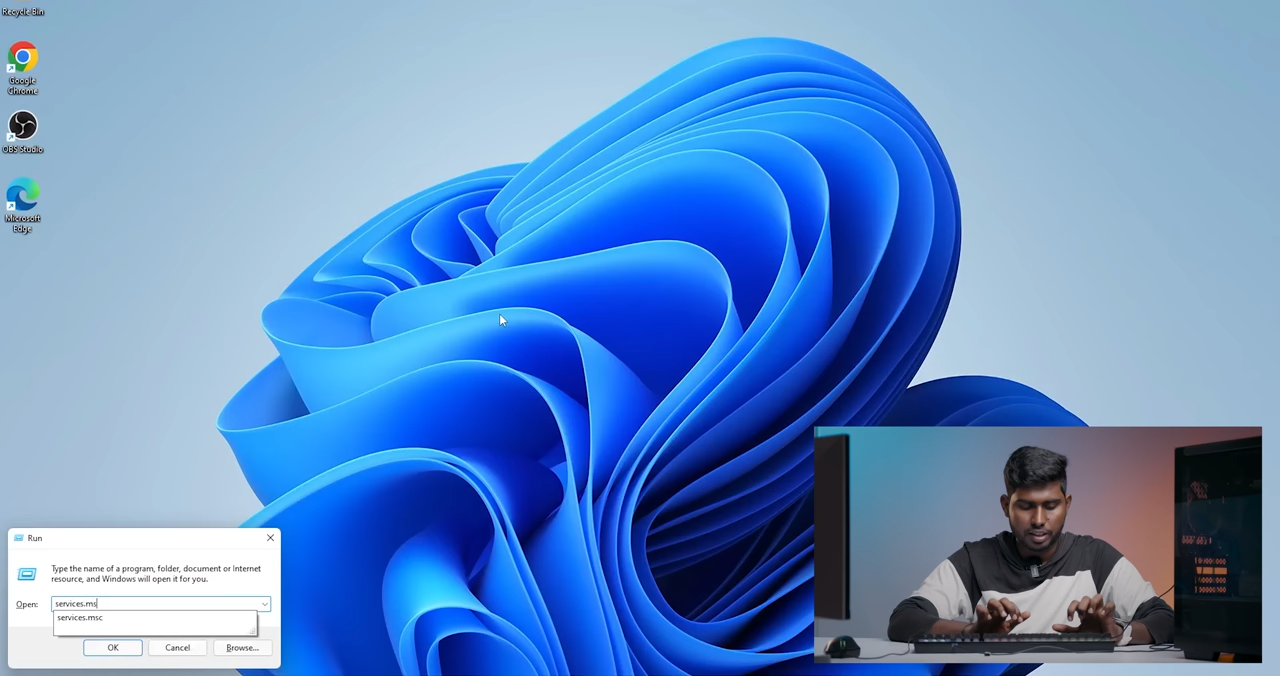 Recycle Bin
Google
Chrome
OBS Studio
Microsoft
Edge
Run
Type the name of a program, folder, document or Internet
resource, and Windows will open it for you.
Open:
services.ms
services.msc
OK
Cancel
Browse...